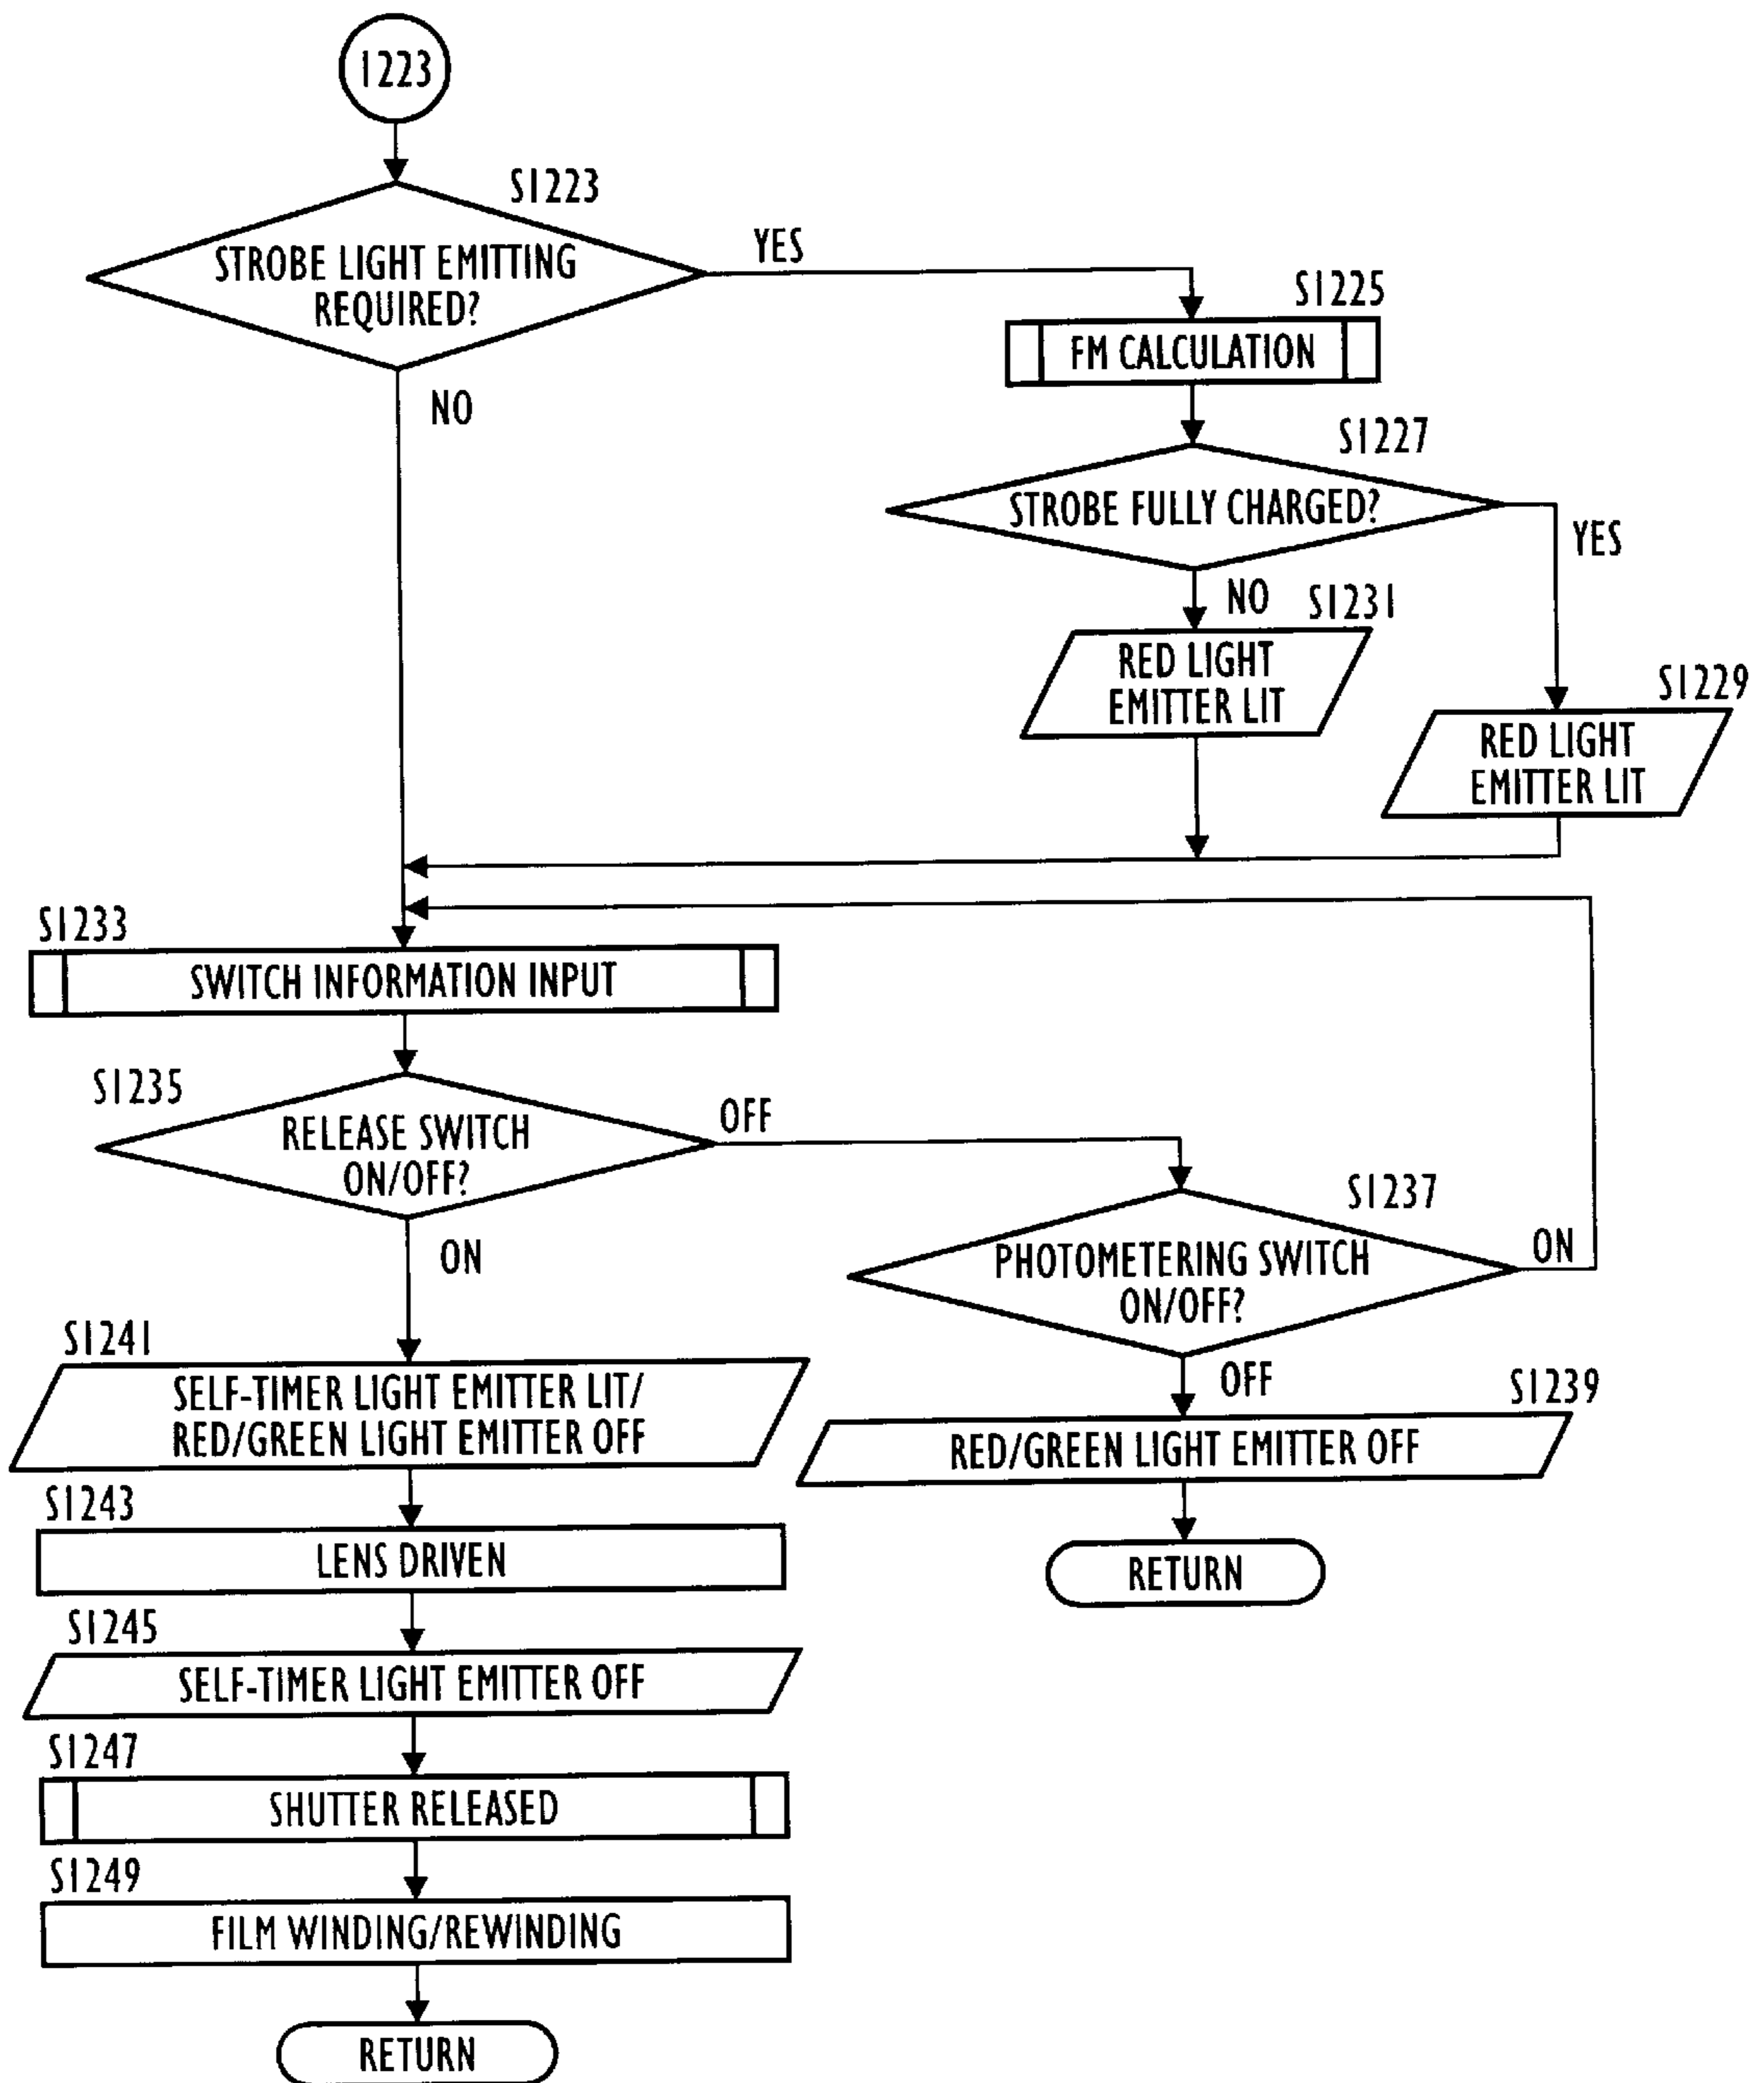 1223
S1223
STROBE LIGHT EMITTING
REQUIRED?
YES
NO
S1225
FM CALCULATION
S1227
STROBE FULLY CHARGED?
YES
NO
S1231
RED LIGHT
EMITTER LIT
S1229
RED LIGHT
EMITTER LIT
S1233
SWITCH INFORMATION INPUT
S1235
RELEASE SWITCH
ON/OFF?
OFF
ON
S1237
PHOTOMETERING SWITCH
ON/OFF?
ON
OFF
S1239
RED/GREEN LIGHT EMITTER OFF
RETURN
S1241
SELF-TIMER LIGHT EMITTER LIT/
RED/GREEN LIGHT EMITTER OFF
S1243
LENS DRIVEN
S1245
SELF-TIMER LIGHT EMITTER OFF
S1247
SHUTTER RELEASED
S1249
FILM WINDING/REWINDING
RETURN